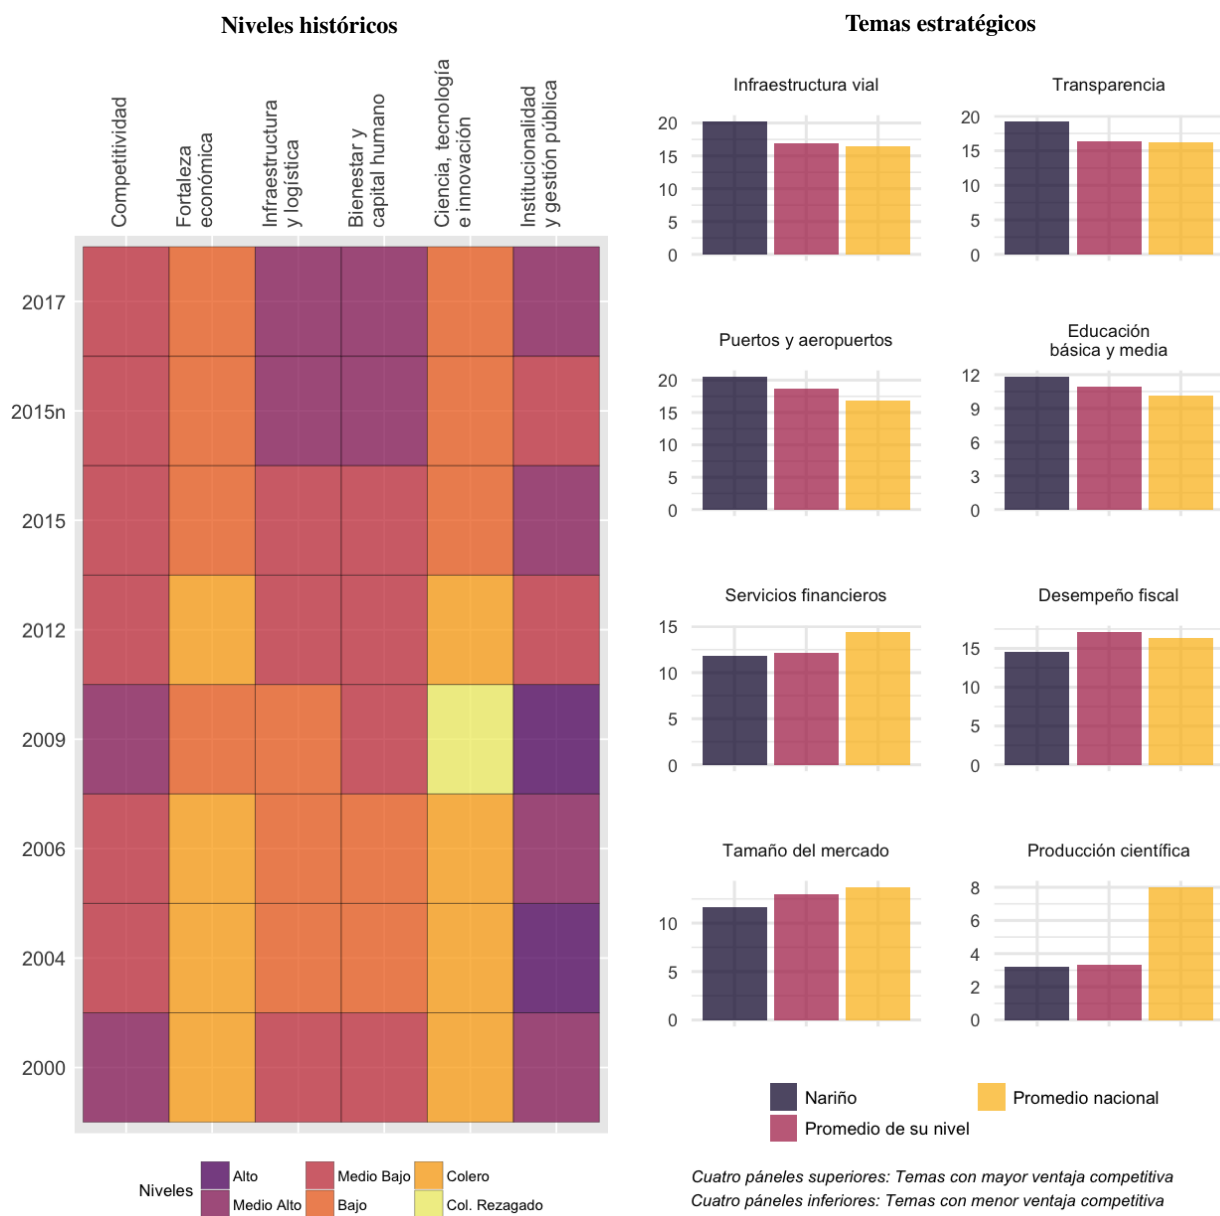 Niveles históricos
Competitividad
Fortaleza
económica
Infraestructura
y logística
Bienestar y
capital humano
Ciencia, tecnología
e innovación
Institucionalidad
y gestión pública
2017
2015n
2015
2012
2009
2006
2004
2000
Niveles
Alto
Medio Bajo
Colero
Medio Alto
Bajo
Col. Rezagado
Temas estratégicos
Infraestructura vial
20
15
10
5
0
Transparencia
20
15
10
5
0
Puertos y aeropuertos
20
15
10
5
0
Educación
básica y media
12
9
6
3
0
Servicios financieros
15
10
5
0
Desempeño fiscal
15
10
5
0
Tamaño del mercado
10
5
0
Producción científica
8
6
4
2
0
Nariño
Promedio nacional
Promedio de su nivel
Cuatro páneles superiores: Temas con mayor ventaja competitiva
Cuatro páneles inferiores: Temas con menor ventaja competitiva